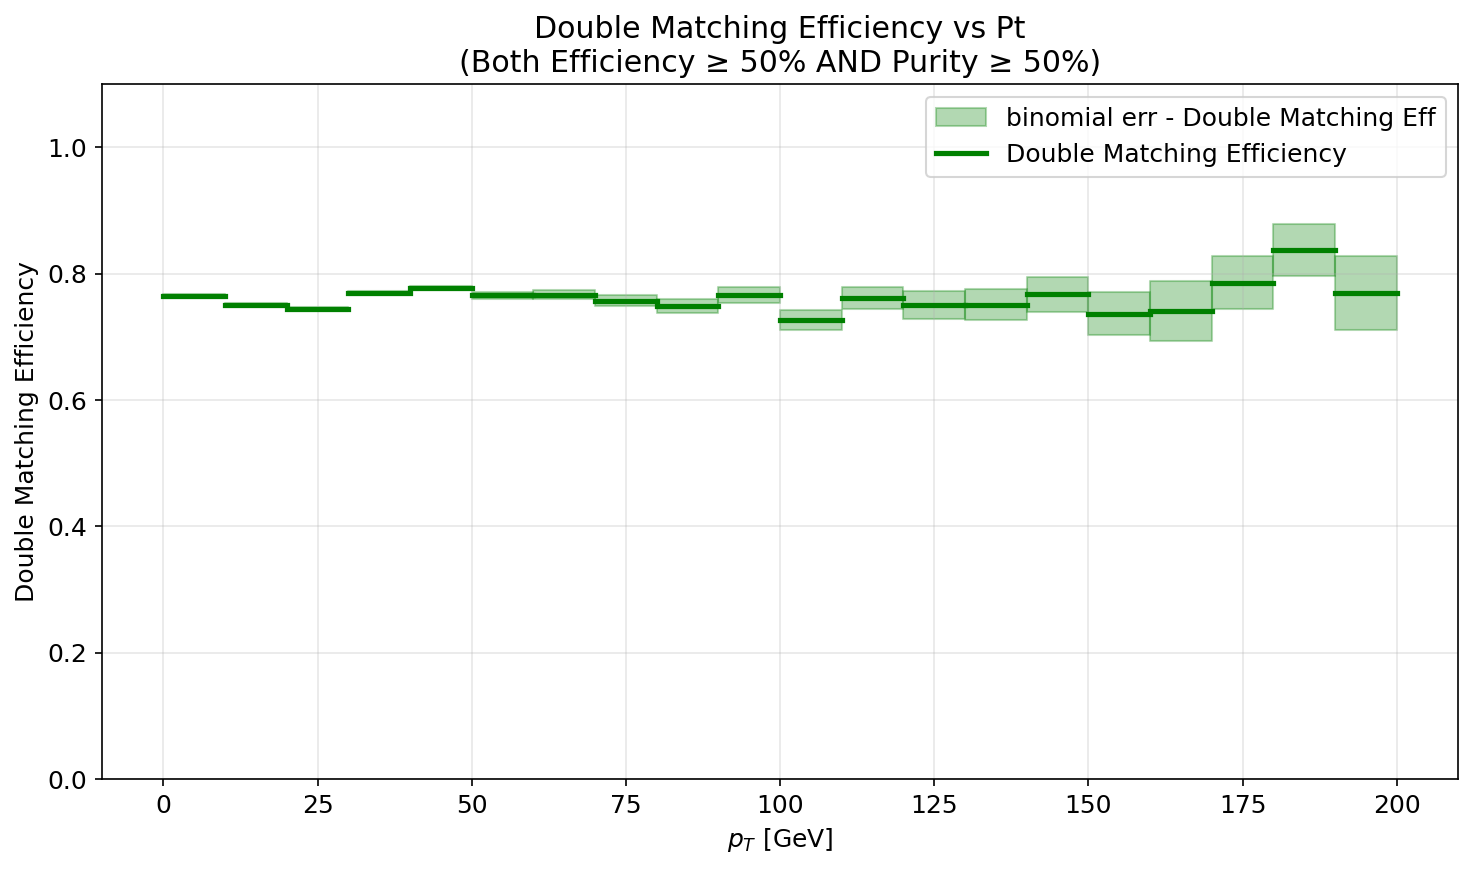 Double Matching Efficiency vs Pt
(Both Efficiency ≥ 50% AND Purity ≥ 50%)
binomial err - Double Matching Eff
Double Matching Efficiency
Double Matching Efficiency
1.0
0.8
0.6
0.4
0.2
0.0
0 25 50 75 100 125 150 175 200
p_T [GeV]